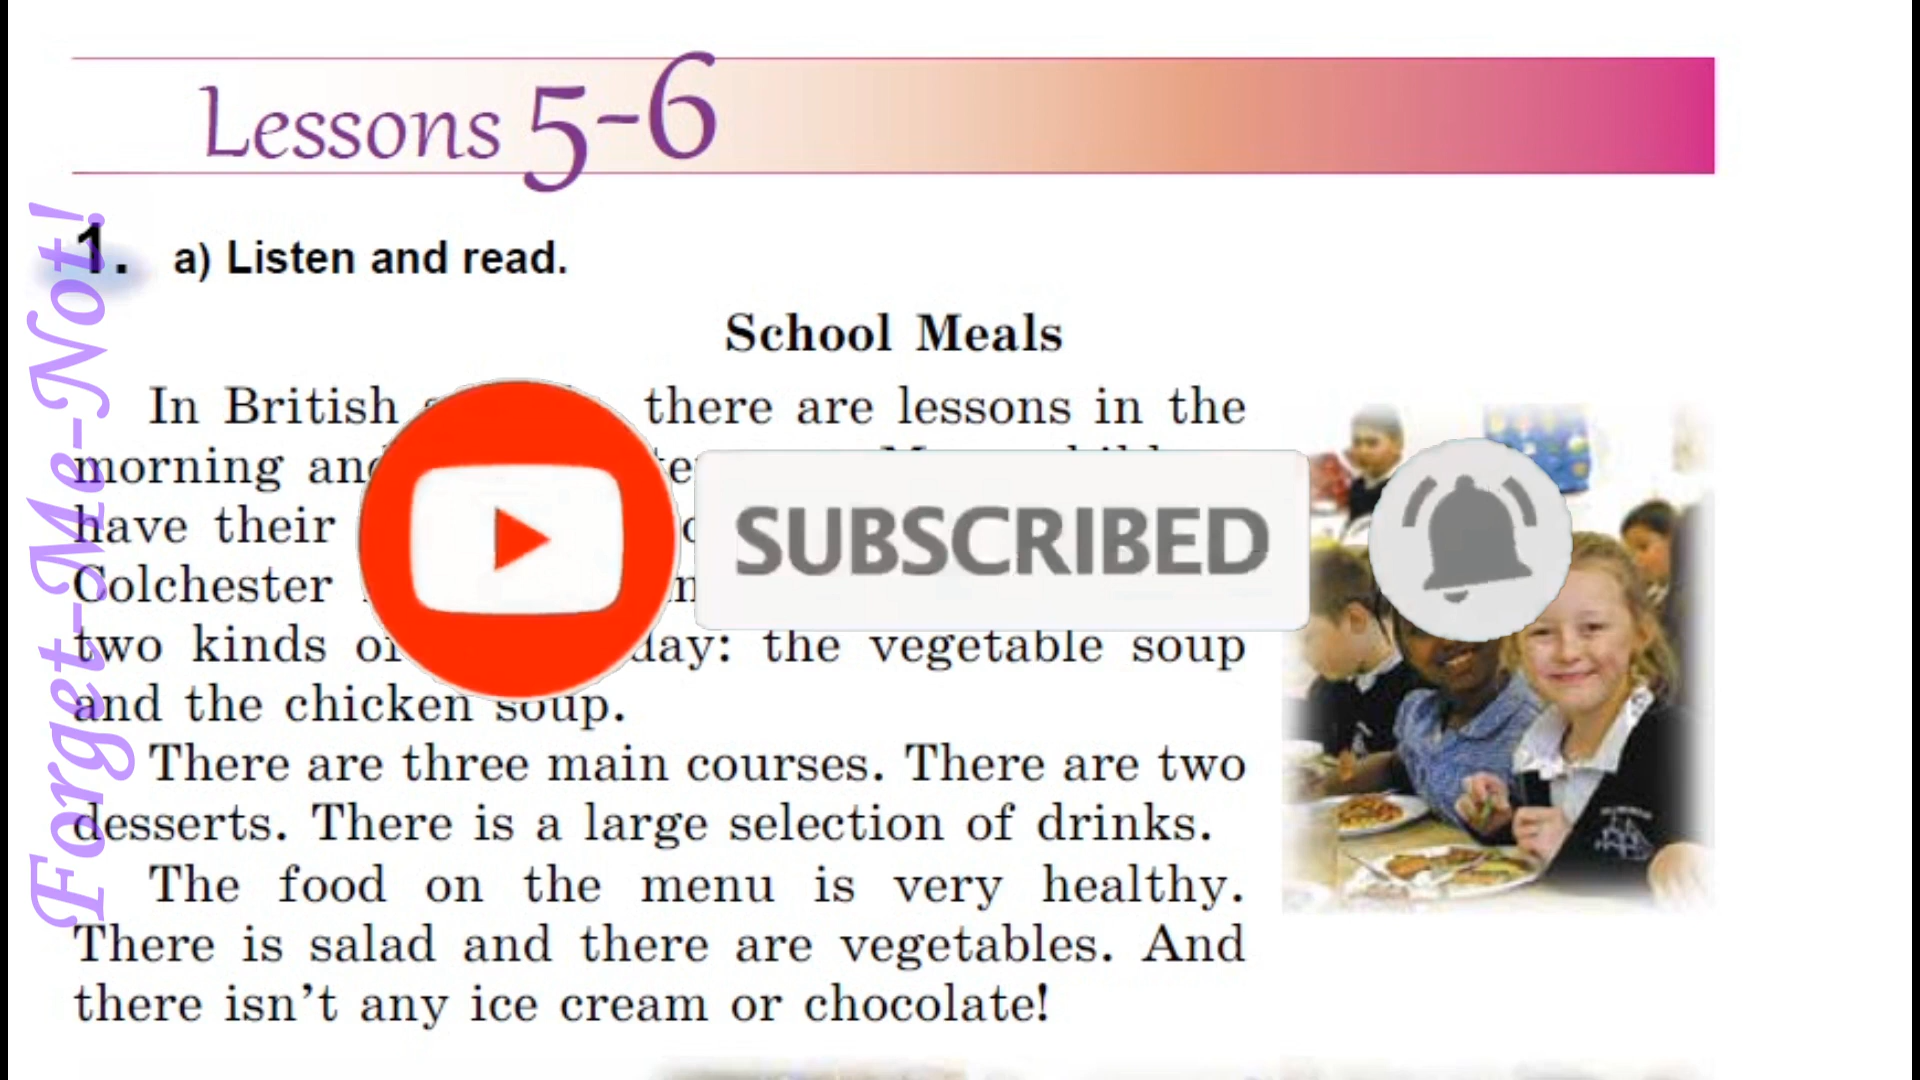 Lessons 5-6
1. a) Listen and read.
School Meals
In British there are lessons in the
morning and
have their
SUBSCRIBED
Colchester
two kinds of day: the vegetable soup
and the chicken soup.
There are three main courses. There are two
desserts. There is a large selection of drinks.
The food on the menu is very healthy.
There is salad and there are vegetables. And
there isn't any ice cream or chocolate!
Forget-Me-Not!